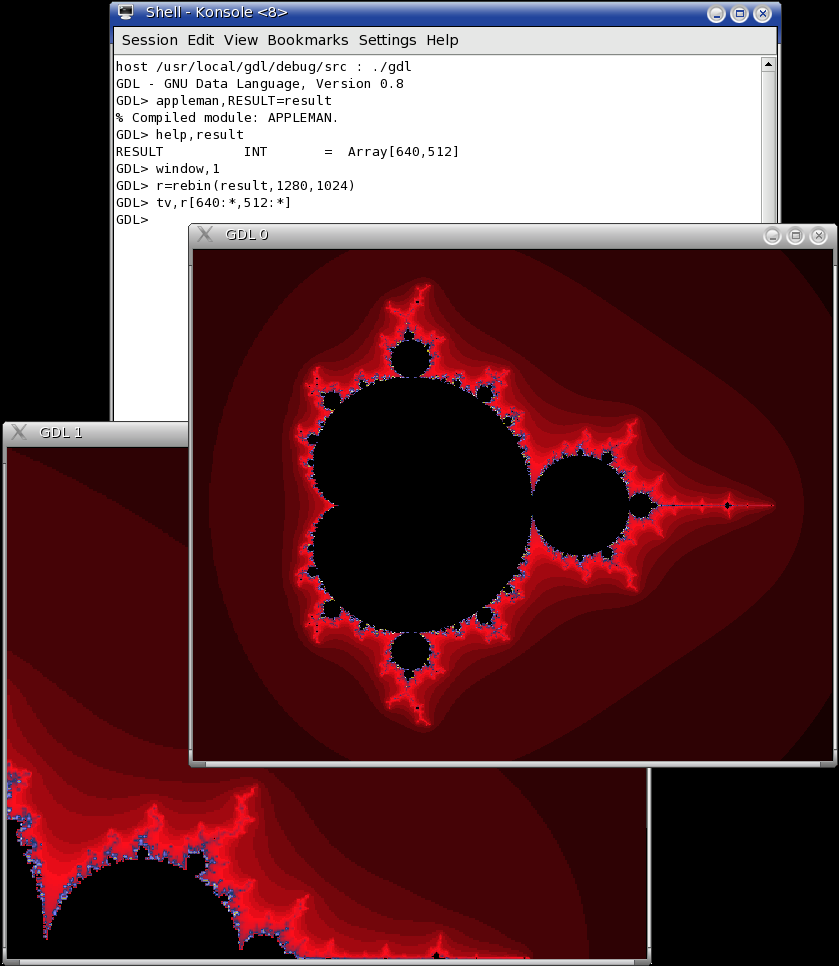 Shell - Konsole <8>
Session Edit View Bookmarks Settings Help
host /usr/local/gdl/debug/src : ./gdl
GDL - GNU Data Language, Version 0.8
GDL> appleman,RESULT=result
% Compiled module: APPLEMAN.
GDL> help,result
RESULT          INT       =  Array[640,512]
GDL> window,1
GDL> r=rebin(result,1280,1024)
GDL> tv,r[640:*,512:*]
GDL>
GDL 0
GDL 1